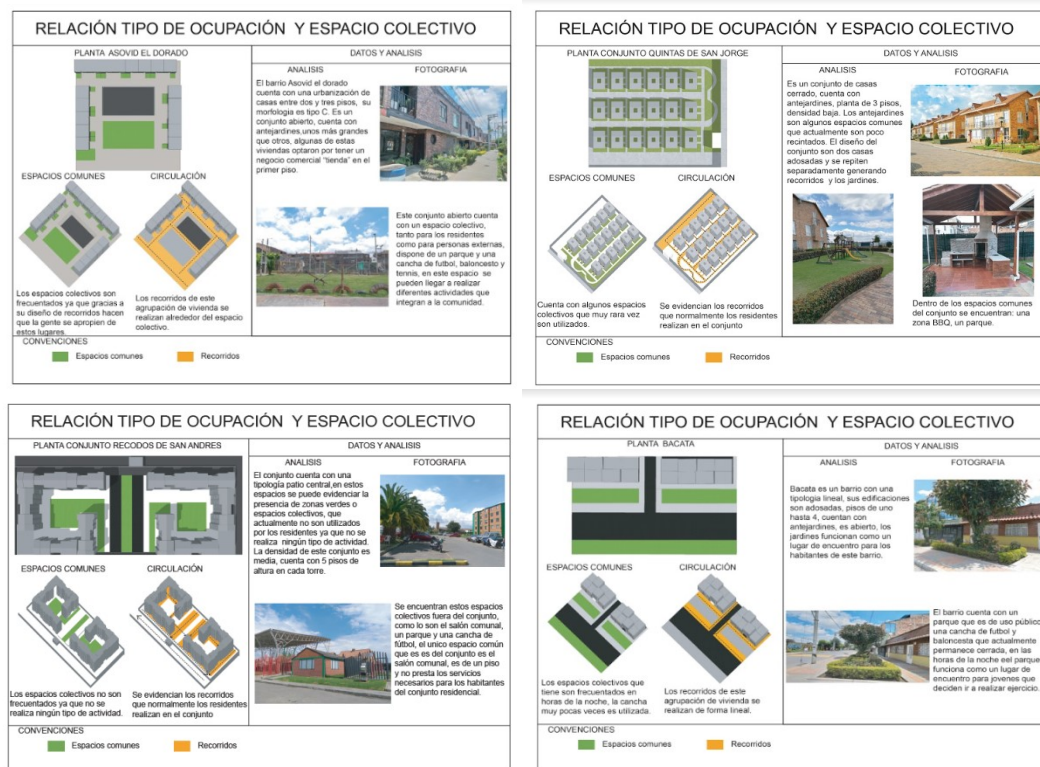 RELACIÓN TIPO DE OCUPACIÓN Y ESPACIO COLECTIVO
PLANTA ASOVID EL DORADO
DATOS Y ANALISIS
ANALISIS
FOTOGRAFIA
El barrio Asovid el dorado
cuenta con una urbanización de
casas entre dos y tres pisos, su
morfologia es tipo C. Es un
conjunto abierto, cuenta con
antejardines,unos más grandes
que otros, algunas de estas
viviendas optaron por tener un
negocio comercial "tienda" en el
primer piso.
ESPACIOS COMUNES
CIRCULACIÓN
Este conjunto abierto cuenta
con un espacio colectivo,
tanto para los residentes
como para personas externas,
dispone de un parque y una
cancha de futbol, baloncesto y
tennis, en este espacio se
pueden llegar a realizar
diferentes actividades que
integran a la comunidad.
Los espacios colectivos son
frecuentados ya que gracias a
su diseño de recorridos hacen
que la gente se apropien de
estos lugares.
Los recorridos de este
agrupación de vivienda se
realizan alrededor del espacio
colectivo.
CONVENCIONES
Espacios comunes
Recorridos
RELACIÓN TIPO DE OCUPACIÓN Y ESPACIO COLECTIVO
PLANTA CONJUNTO QUINTAS DE SAN JORGE
DATOS Y ANALISIS
ANALISIS
FOTOGRAFIA
Es un conjunto de casas
cerrado, cuenta con
antejardines, planta de 3 pisos,
densidad baja. Los antejardines
son algunos espacios comunes
que actualmente son poco
recintados. El diseño del
conjunto son dos casas
adosadas y se repiten
separadamente generando
recorridos y los jardines.
ESPACIOS COMUNES
CIRCULACIÓN
Cuenta con algunos espacios
colectivos que muy rara vez
son utilizados.
Se evidencian los recorridos
que normalmente los residentes
realizan en el conjunto
Dentro de los espacios comunes
del conjunto se encuentran: una
zona BBQ, un parque.
CONVENCIONES
Espacios comunes
Recorridos
RELACIÓN TIPO DE OCUPACIÓN Y ESPACIO COLECTIVO
PLANTA CONJUNTO RECODOS DE SAN ANDRES
DATOS Y ANALISIS
ANALISIS
FOTOGRAFIA
El conjunto cuenta con una
tipología patio central,en estos
espacios se puede evidenciar la
presencia de zonas verdes o
espacios colectivos, que
actualmente no son utilizados
por los residentes ya que no se
realiza ningún tipo de actividad.
La densidad de este conjunto es
media, cuenta con 5 pisos de
altura en cada torre.
ESPACIOS COMUNES
CIRCULACIÓN
Se encuentran estos espacios
colectivos fuera del conjunto,
como lo son el salón comunal,
un parque y una cancha de
fútbol, el unico espacio común
que es es del conjunto es el
salón comunal, es de un piso
y no presta los servicios
necesarios para los habitantes
del conjunto residencial.
Los espacios colectivos no son
frecuentados ya que no se
realiza ningún tipo de actividad.
Se evidencian los recorridos
que normalmente los residentes
realizan en el conjunto
CONVENCIONES
Espacios comunes
Recorridos
RELACIÓN TIPO DE OCUPACIÓN Y ESPACIO COLECTIVO
PLANTA BACATA
DATOS Y ANALISIS
ANALISIS
FOTOGRAFIA
Bacata es un barrio con una
tipologia lineal, sus edificaciones
son adosadas, pisos de uno
hasta 4, cuentan con
antejardines, es abierto, los
jardines funcionan como un
lugar de encuentro para los
habitantes de este barrio.
ESPACIOS COMUNES
CIRCULACIÓN
El barrio cuenta con un
parque que es de uso público
una cancha de futbol y
baloncesta que actualmente
permanece cerrada, en las
horas de la noche eel parque
funciona como un lugar de
encuentro para jovenes que
deciden ir a realizar ejercicio.
Los espacios colectivos que
tiene son frecuentados en
horas de la noche, la cancha
muy pocas veces es utilizada.
Los recorridos de este
agrupación de vivienda se
realizan de forma lineal.
CONVENCIONES
Espacios comunes
Recorridos